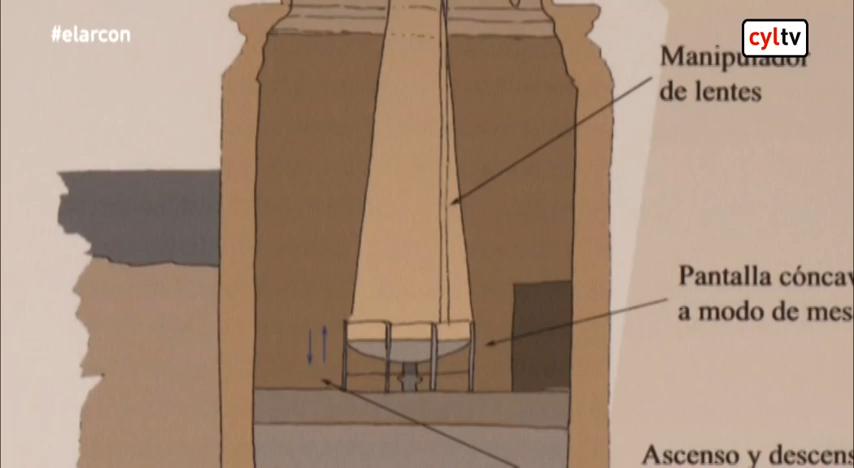 #elarcon
cyltv
Manipulador
de lentes
Pantalla cóncav
a modo de mes
Ascenso y descens